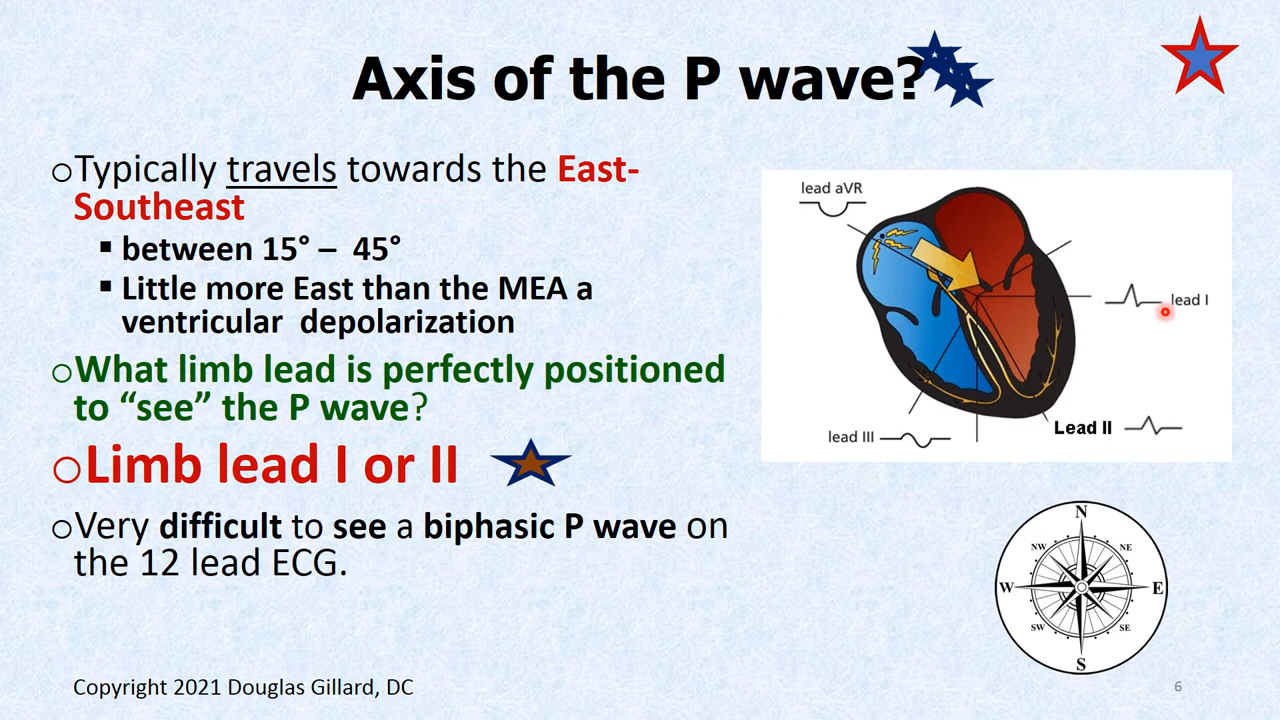 Axis of the P wave?
oTypically travels towards the East-
Southeast
▪ between 15° – 45°
▪ Little more East than the MEA a
ventricular depolarization
oWhat limb lead is perfectly positioned
to “see” the P wave?
oLimb lead I or II
oVery difficult to see a biphasic P wave on
the 12 lead ECG.
lead aVR
lead I
Lead II
lead III
N
NW NE
W E
SW SE
S
Copyright 2021 Douglas Gillard, DC
6